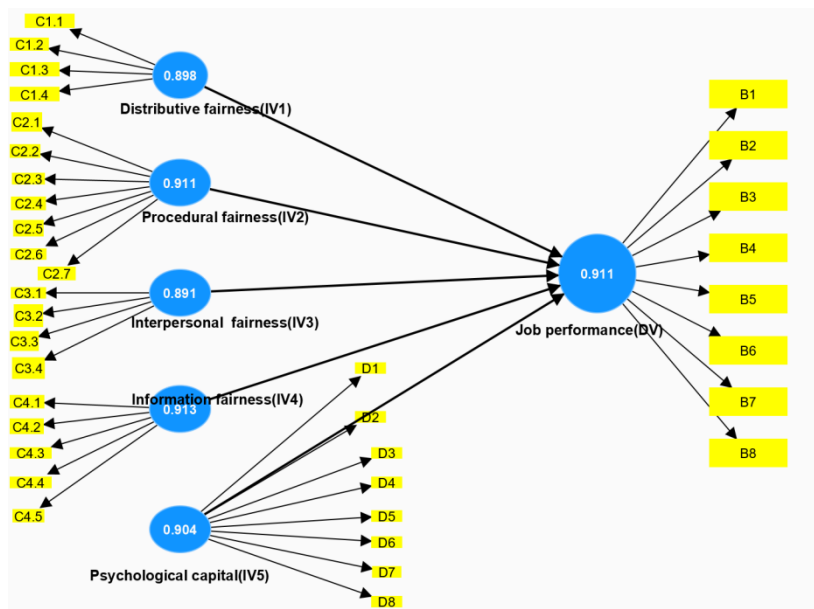 C1.1
C1.2
C1.3
C1.4
0.898
Distributive fairness(IV1)
C2.1
C2.2
C2.3
C2.4
C2.5
C2.6
C2.7
0.911
Procedural fairness(IV2)
C3.1
C3.2
C3.3
C3.4
0.891
Interpersonal fairness(IV3)
C4.1
C4.2
C4.3
C4.4
C4.5
Information fairness(IV4)
0.913
0.904
Psychological capital(IV5)
D1
D2
D3
D4
D5
D6
D7
D8
0.911
Job performance(DV)
B1
B2
B3
B4
B5
B6
B7
B8